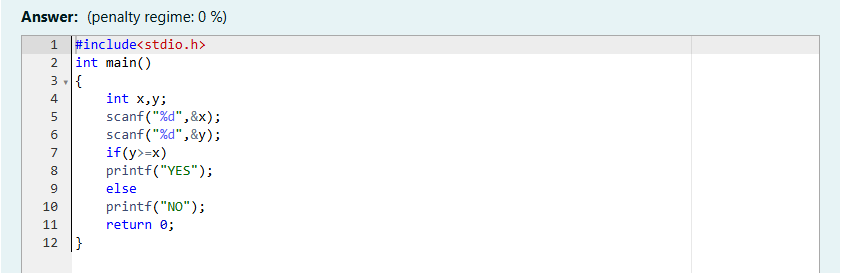 Answer: (penalty regime: 0 %)
1 #include<stdio.h>
2 int main()
3 {
4 int x,y;
5 scanf("%d",&x);
6 scanf("%d",&y);
7 if(y>=x)
8 printf("YES");
9 else
10 printf("NO");
11 return 0;
12 }